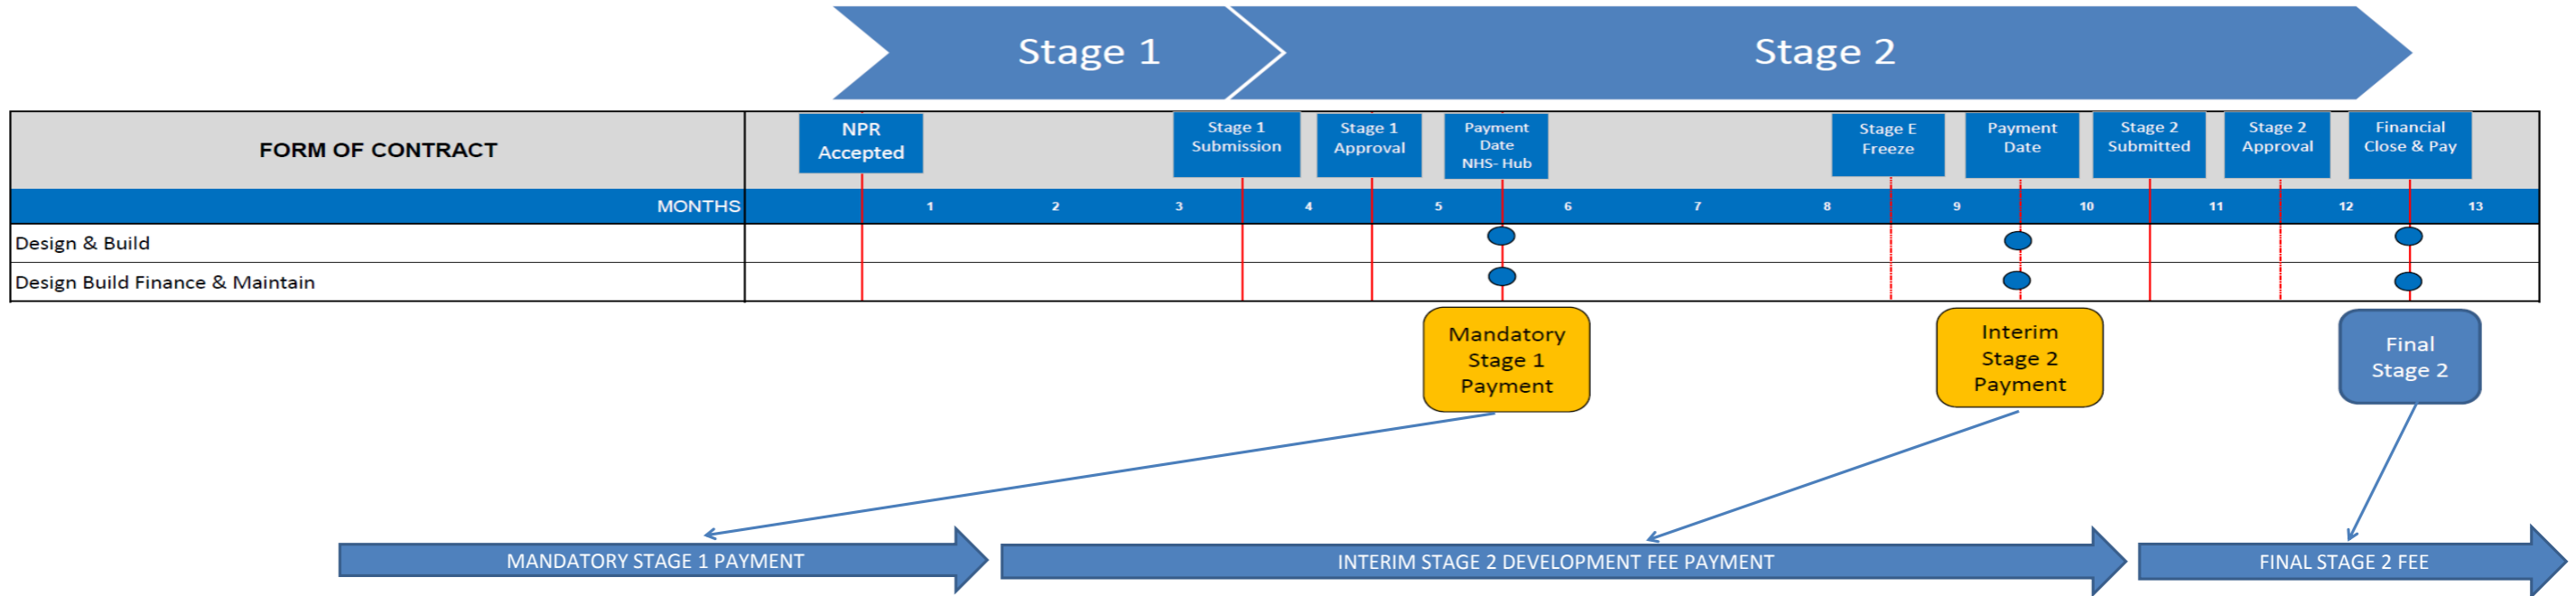 Stage 1
Stage 2
FORM OF CONTRACT
NPR
Accepted
Stage 1
Submission
Stage 1
Approval
Payment
Date
NHS- Hub
Stage E
Freeze
Payment
Date
Stage 2
Submitted
Stage 2
Approval
Financial
Close & Pay
MONTHS 1 2 3 4 5 6 7 8 9 10 11 12 13
Design & Build
Design Build Finance & Maintain
Mandatory
Stage 1
Payment
Interim
Stage 2
Payment
Final
Stage 2
MANDATORY STAGE 1 PAYMENT
INTERIM STAGE 2 DEVELOPMENT FEE PAYMENT
FINAL STAGE 2 FEE